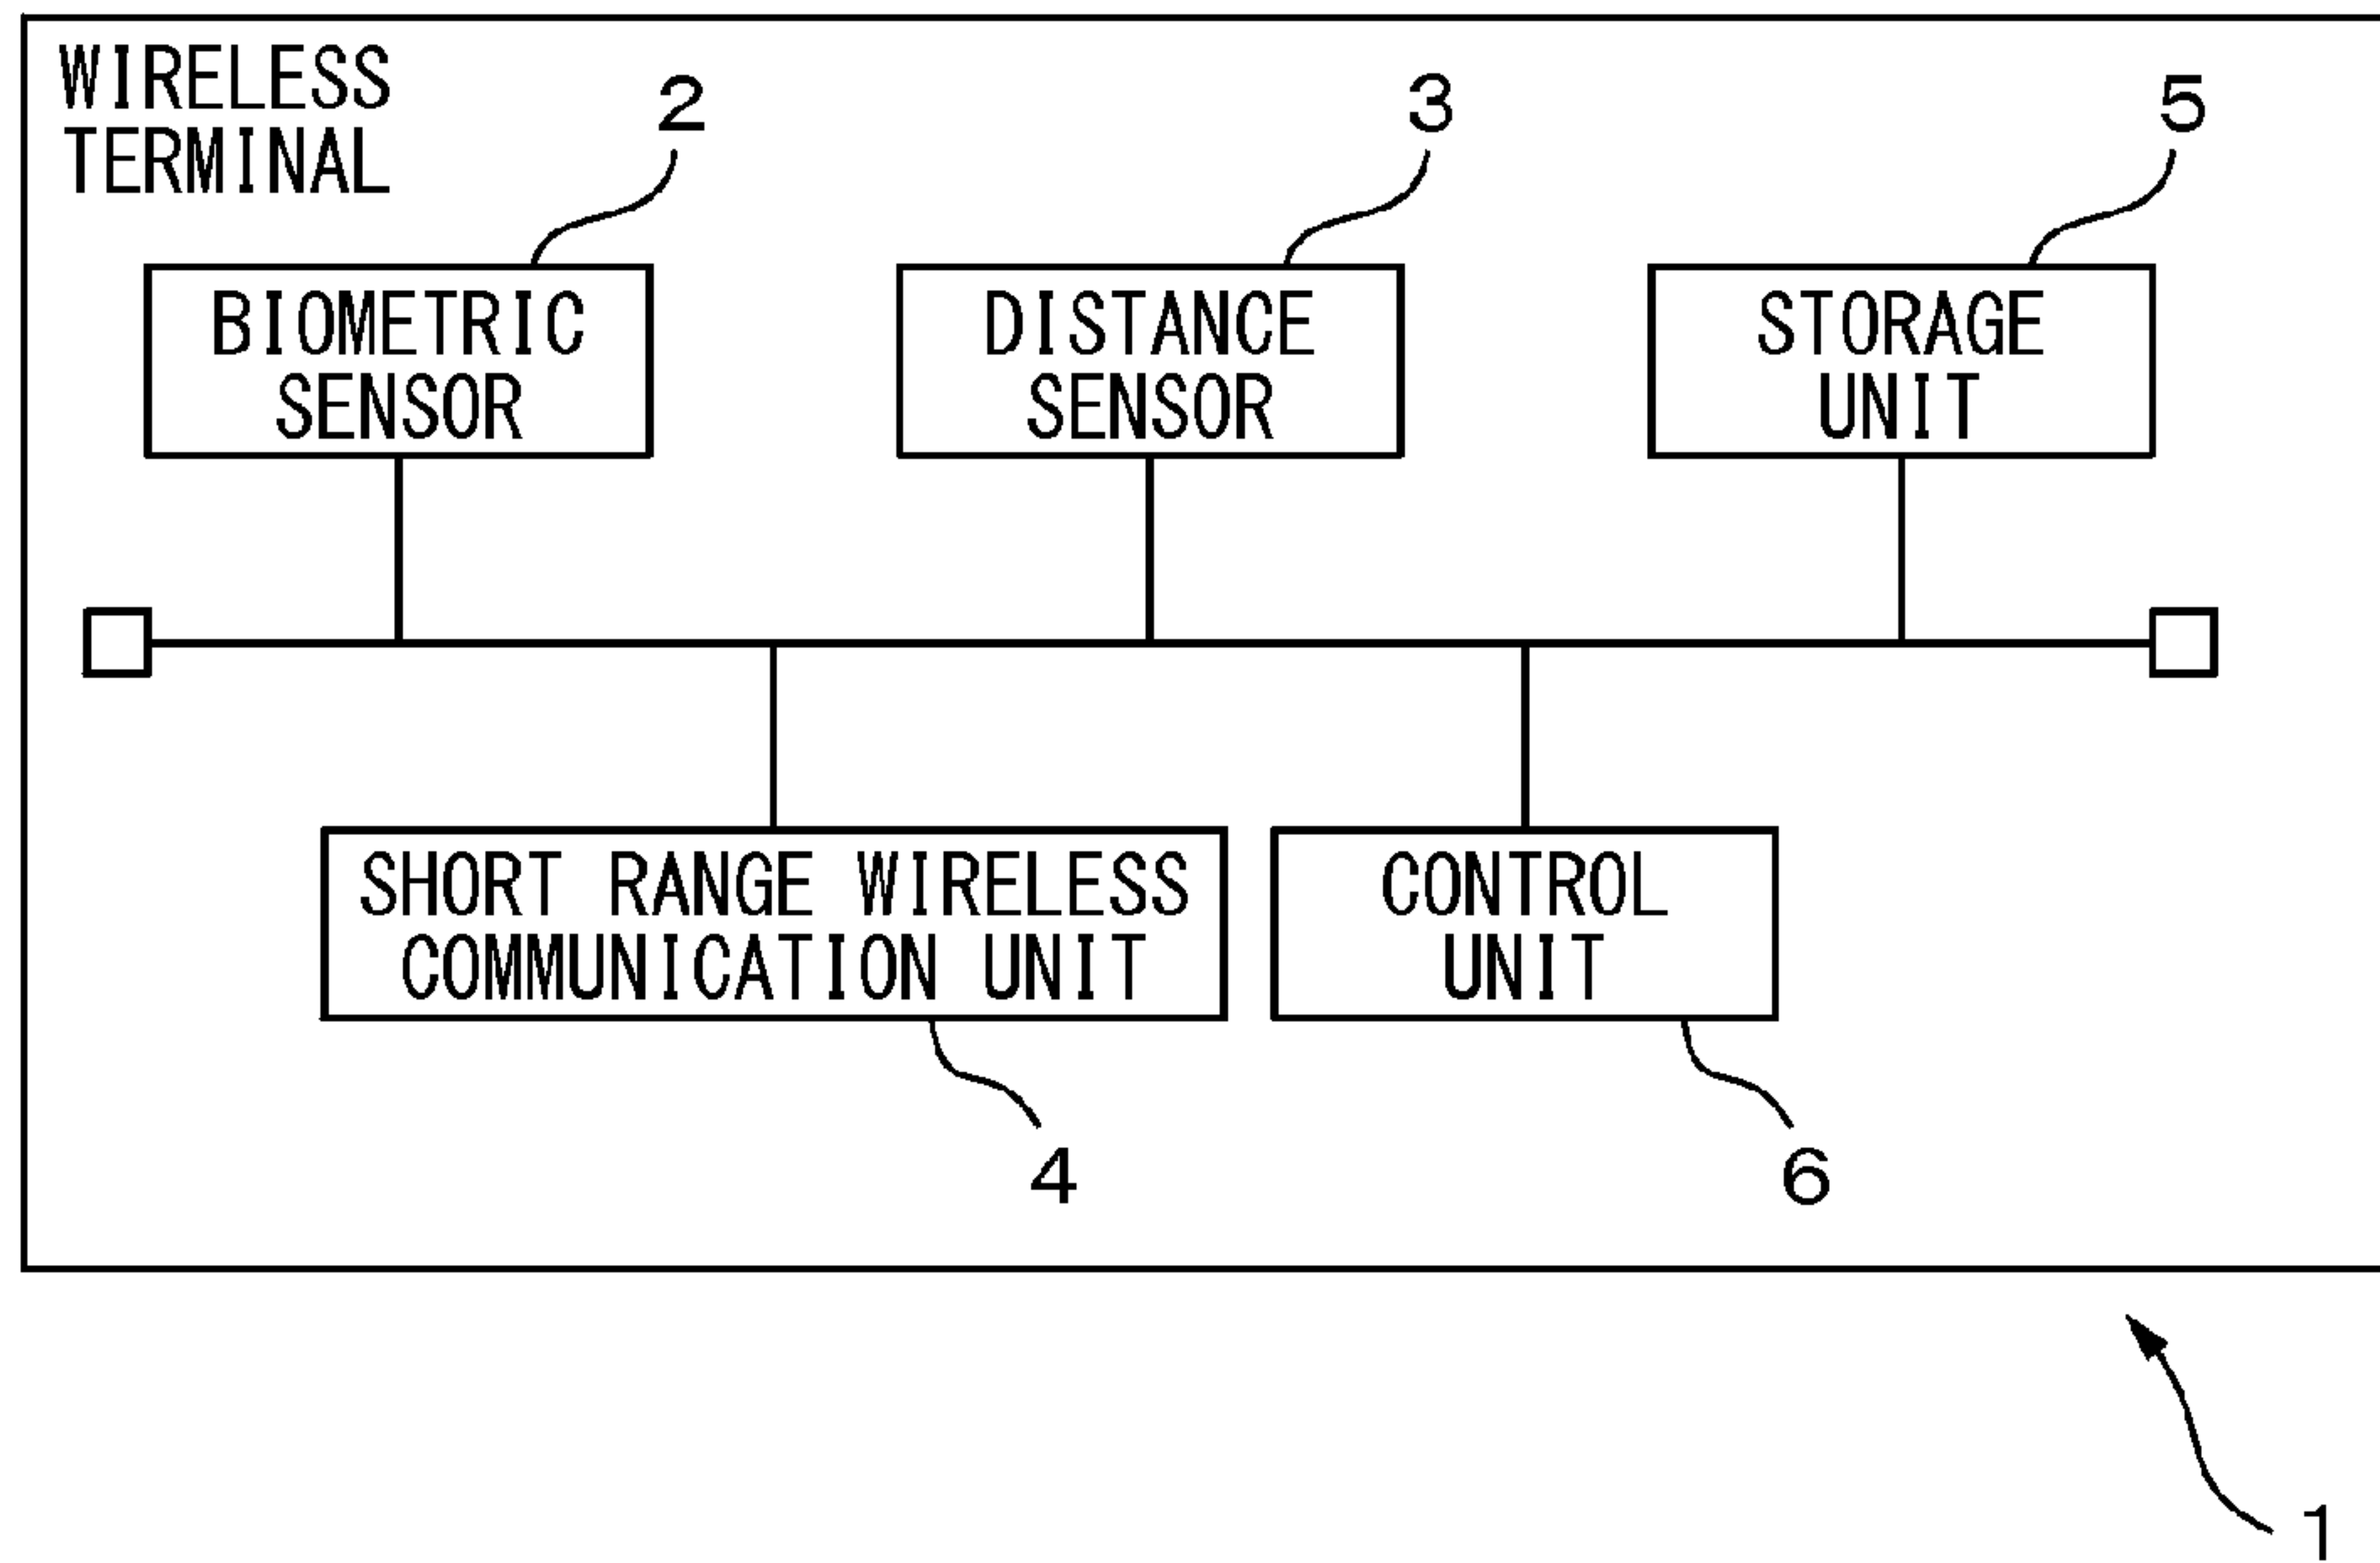 WIRELESS
TERMINAL
2
3
5
BIOMETRIC
SENSOR
DISTANCE
SENSOR
STORAGE
UNIT
SHORT RANGE WIRELESS
COMMUNICATION UNIT
CONTROL
UNIT
4
6
1